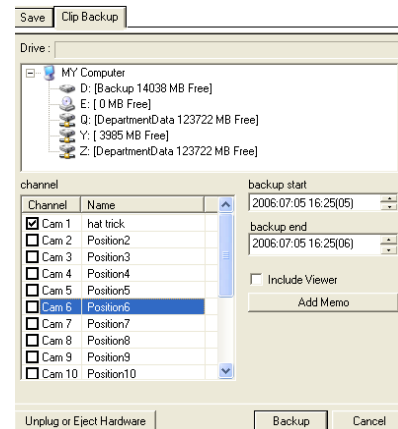 Save Clip Backup
Drive :
MY Computer
D: [Backup 14038 MB Free]
E: [ 0 MB Free]
Q: [DepartmentData 123722 MB Free]
Y: [ 3985 MB Free]
Z: [DepartmentData 123722 MB Free]
channel
backup start
Channel Name
2006:07:05 16:25(05)
Cam 1 hat trick
backup end
Cam 2 Position2
2006:07:05 16:25(06)
Cam 3 Position3
Cam 4 Position4
Include Viewer
Cam 5 Position5
Add Memo
Cam 6 Position6
Cam 7 Position7
Cam 8 Position8
Cam 9 Position9
Cam 10 Position10
Unplug or Eject Hardware Backup Cancel